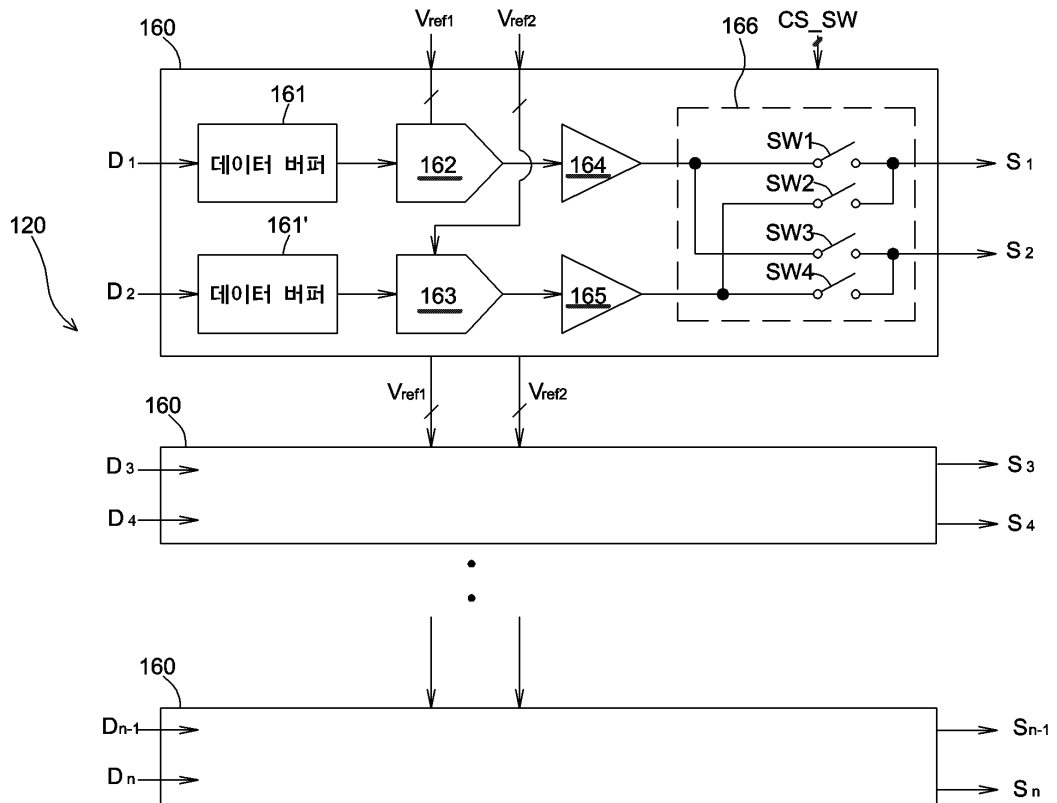 Vref1
Vref2
CS_SW
160
166
161
D1
데이터 버퍼
162
164
SW1
S1
SW2
161'
120
SW3
S2
D2
데이터 버퍼
163
165
SW4
Vref1
Vref2
160
D3
S3
D4
S4
160
Dn-1
Sn-1
Dn
Sn